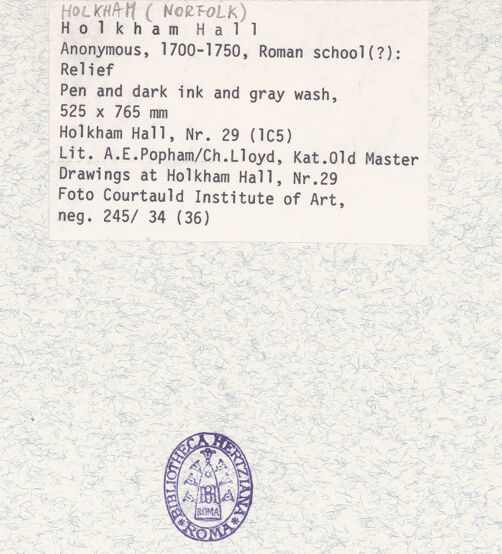 HOLKHAM (NORFOLK)
Holkham Hall
Anonymous, 1700-1750, Roman school(?):
Relief
Pen and dark ink and gray wash,
525 x 765 mm
Holkham Hall, Nr. 29 (1C5)
Lit. A.E.Popham/Ch.Lloyd, Kat.Old Master
Drawings at Holkham Hall, Nr.29
Foto Courtauld Institute of Art,
neg. 245/ 34 (36)
BIBLIOTHECA HERTZIANA
ROMA
*ROMA*